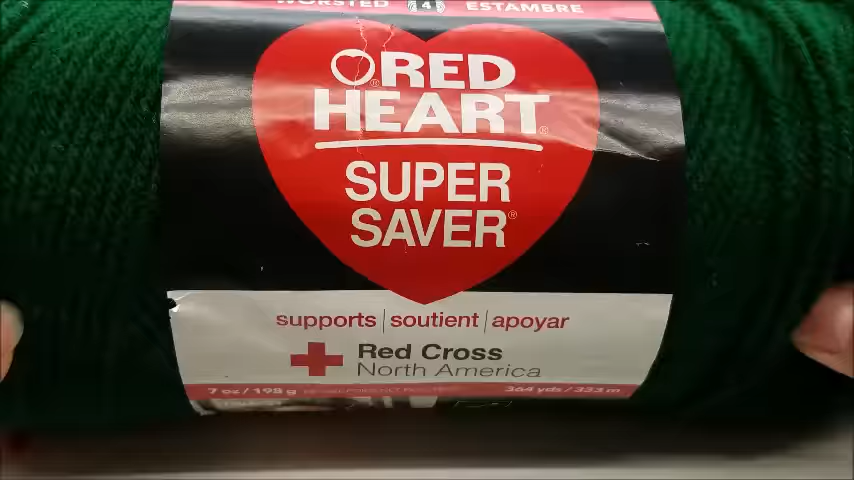 WORSTED 4 ESTAMBRE
RED
HEART®
SUPER
SAVER®
supports | soutient | apoyar
Red Cross
North America
7 oz / 198 g 364 yds / 333 m